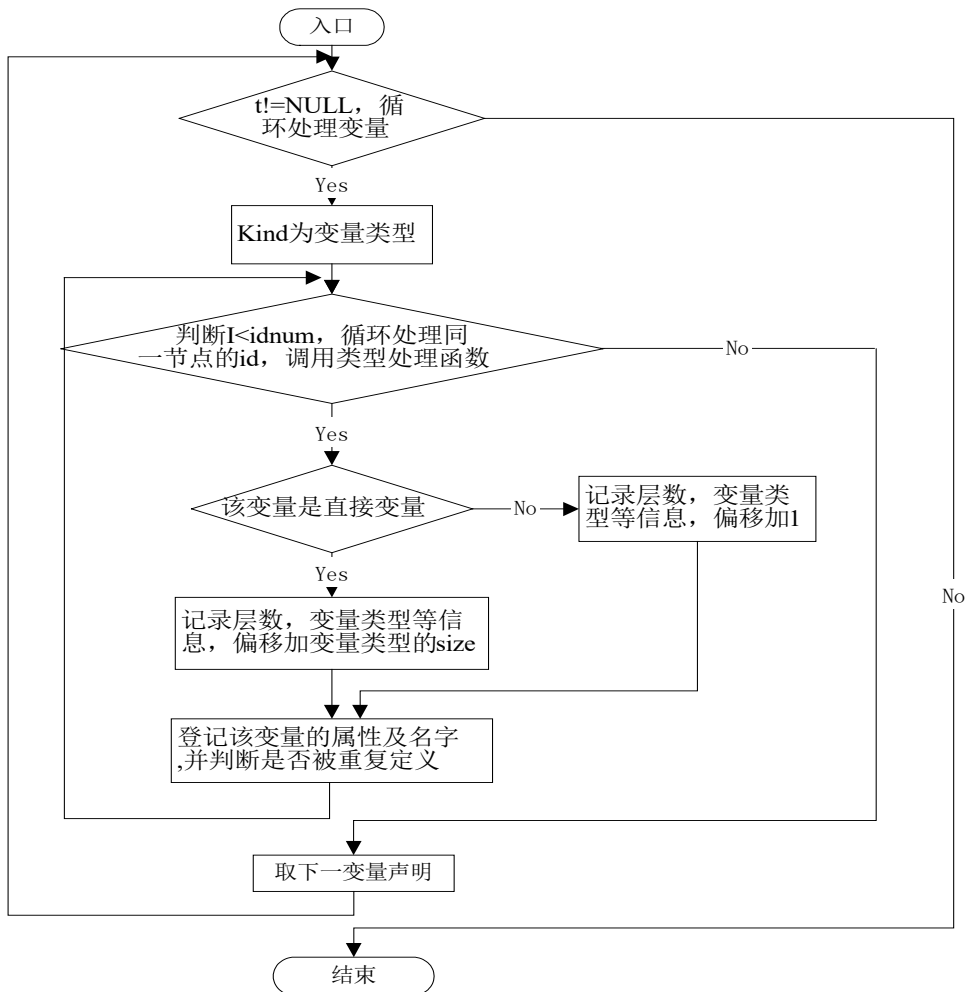 入口
t!=NULL，循
环处理变量
Yes
Kind为变量类型
判断I<idnum，循环处理同
一节点的id，调用类型处理函数
No
Yes
该变量是直接变量
No
记录层数，变量类
型等信息，偏移加1
Yes
No
记录层数，变量类型等信
息，偏移加变量类型的size
登记该变量的属性及名字
,并判断是否被重复定义
取下一变量声明
结束